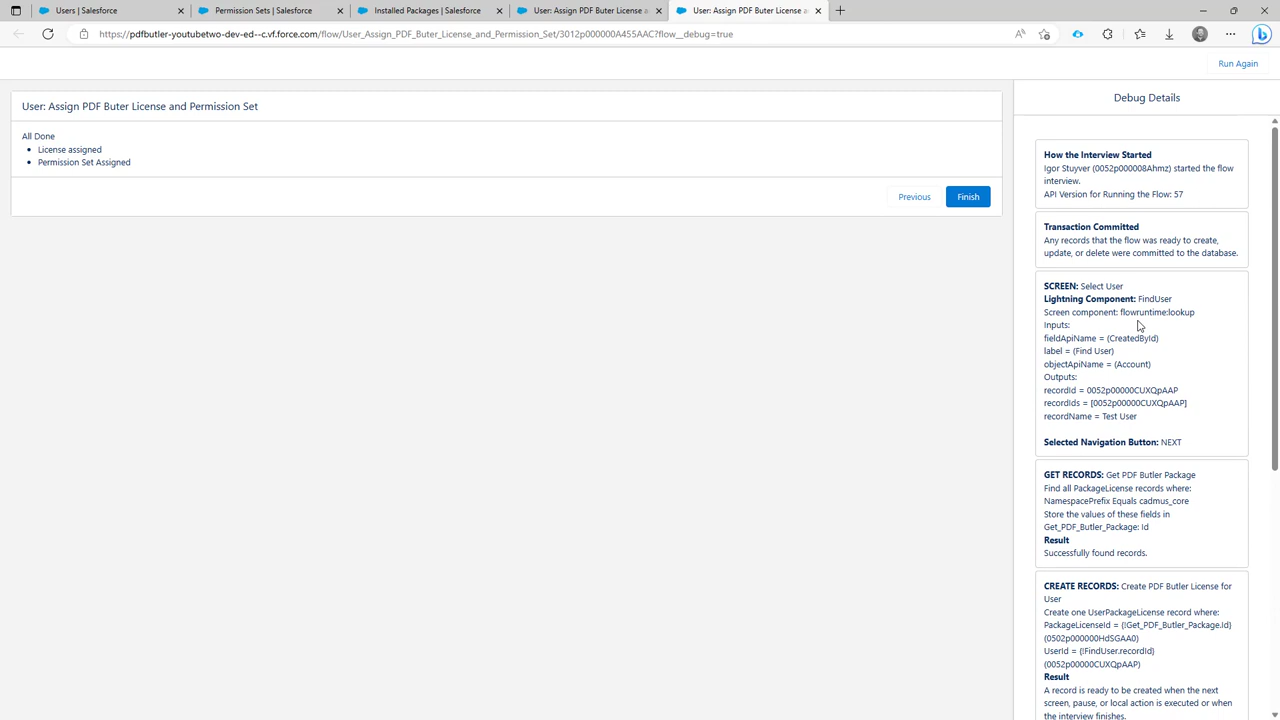 Users | Salesforce
Permission Sets | Salesforce
Installed Packages | Salesforce
User: Assign PDF Buter License a
User: Assign PDF Buter License a
https://pdfbutler-youtubetwo-dev-ed--c.vf.force.com/flow/User_Assign_PDF_Buter_License_and_Permission_Set/3012p000000A455AAC?flow__debug=true
Run Again
User: Assign PDF Buter License and Permission Set
All Done
• License assigned
• Permission Set Assigned
Previous
Finish
Debug Details
How the Interview Started
Igor Stuyver (0052p000008Ahmz) started the flow
interview.
API Version for Running the Flow: 57
Transaction Committed
Any records that the flow was ready to create,
update, or delete were committed to the database.
SCREEN: Select User
Lightning Component: FindUser
Screen component: flowruntime:lookup
Inputs:
fieldApiName = (CreatedById)
label = (Find User)
objectApiName = (Account)
Outputs:
recordId = 0052p00000CUXQpAAP
recordIds = [0052p00000CUXQpAAP]
recordName = Test User
Selected Navigation Button: NEXT
GET RECORDS: Get PDF Butler Package
Find all PackageLicense records where:
NamespacePrefix Equals cadmus_core
Store the values of these fields in
Get_PDF_Butler_Package: Id
Result
Successfully found records.
CREATE RECORDS: Create PDF Butler License for
User
Create one UserPackageLicense record where:
PackageLicenseId = {!Get_PDF_Butler_Package.Id}
(0502p000000HdSGAA0)
UserId = {!FindUser.recordId}
(0052p00000CUXQpAAP)
Result
A record is ready to be created when the next
screen, pause, or local action is executed or when
the interview finishes.